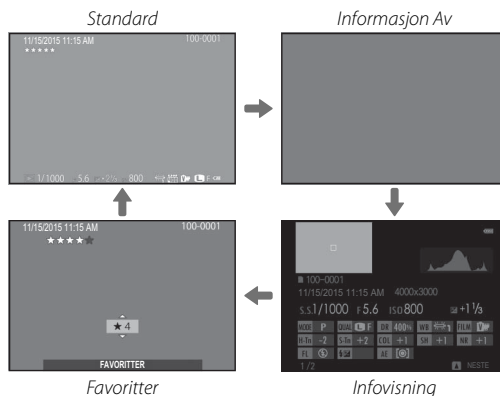 Standard
Informasjon Av
11/15/2015 11:15 AM 100-0001
★★★★★
1/1000 5.6 800 F
11/15/2015 11:15 AM 100-0001
★★★★★
★ 4
FAVORITTER
100-0001
11/15/2015 11:15 AM 4000x3000
S.S.1/1000 F5.6 ISO800 +1⅓
MODE P QUAL L F DR 400% WB 1 FILM V
H-Tn -2 S-Tn +2 COL +1 SH +1 NR +1
FL AE
1/2 NESTE
Favoritter
Infovisning